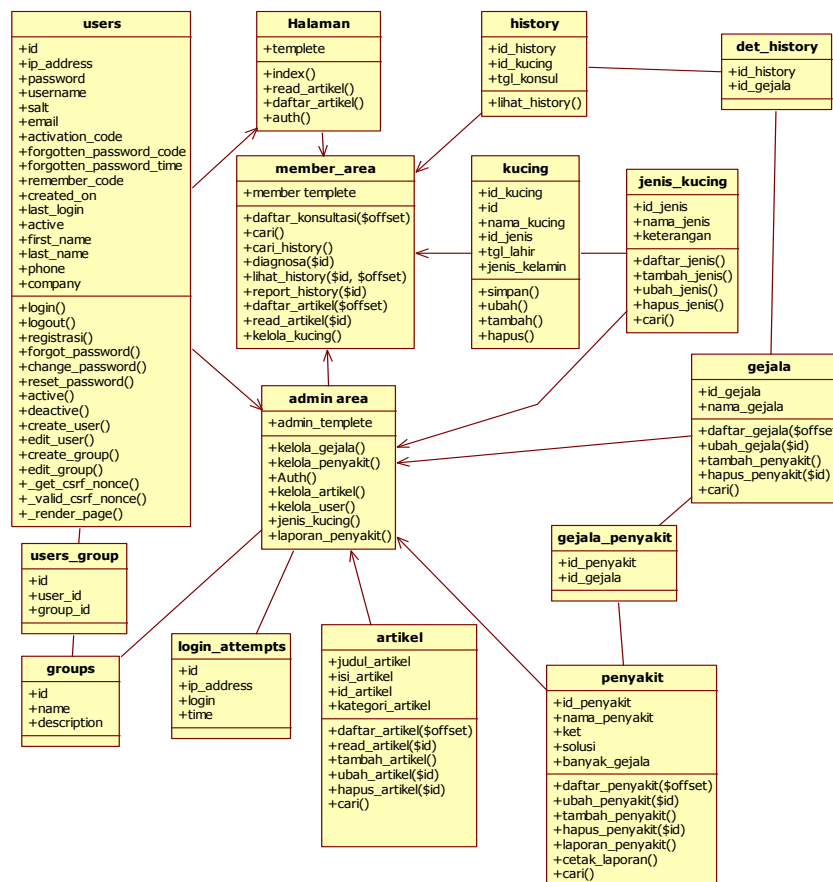 users
+id
+ip_address
+password
+username
+salt
+email
+activation_code
+forgotten_password_code
+forgotten_password_time
+remember_code
+created_on
+last_login
+active
+first_name
+last_name
+phone
+company
+login()
+logout()
+registrasi()
+forgot_password()
+change_password()
+reset_password()
+active()
+deactive()
+create_user()
+edit_user()
+create_group()
+edit_group()
+_get_csrf_nonce()
+_valid_csrf_nonce()
+_render_page()
Halaman
+templete
+index()
+read_artikel()
+daftar_artikel()
+auth()
history
+id_history
+id_kucing
+tgl_konsul
+lihat_history()
det_history
+id_history
+id_gejala
member_area
+member templete
+daftar_konsultasi($offset)
+cari()
+cari_history()
+diagnosa($id)
+lihat_history($id, $offset)
+report_history($id)
+daftar_artikel($offset)
+read_artikel($id)
+kelola_kucing()
kucing
+id_kucing
+id
+nama_kucing
+id_jenis
+tgl_lahir
+jenis_kelamin
+simpan()
+ubah()
+tambah()
+hapus()
jenis_kucing
+id_jenis
+nama_jenis
+keterangan
+daftar_jenis()
+tambah_jenis()
+ubah_jenis()
+hapus_jenis()
+cari()
admin area
+admin_templete
+kelola_gejala()
+kelola_penyakit()
+Auth()
+kelola_artikel()
+kelola_user()
+jenis_kucing()
+laporan_penyakit()
gejala
+id_gejala
+nama_gejala
+daftar_gejala($offset
+ubah_gejala($id)
+tambah_penyakit()
+hapus_penyakit($id)
+cari()
gejala_penyakit
+id_penyakit
+id_gejala
users_group
+id
+user_id
+group_id
groups
+id
+name
+description
login_attempts
+id
+ip_address
+login
+time
artikel
+judul_artikel
+isi_artikel
+id_artikel
+kategori_artikel
+daftar_artikel($offset)
+read_artikel($id)
+tambah_artikel()
+ubah_artikel($id)
+hapus_artikel($id)
+cari()
penyakit
+id_penyakit
+nama_penyakit
+ket
+solusi
+banyak_gejala
+daftar_penyakit($offset)
+ubah_penyakit($id)
+tambah_penyakit()
+hapus_penyakit($id)
+laporan_penyakit()
+cetak_laporan()
+cari()